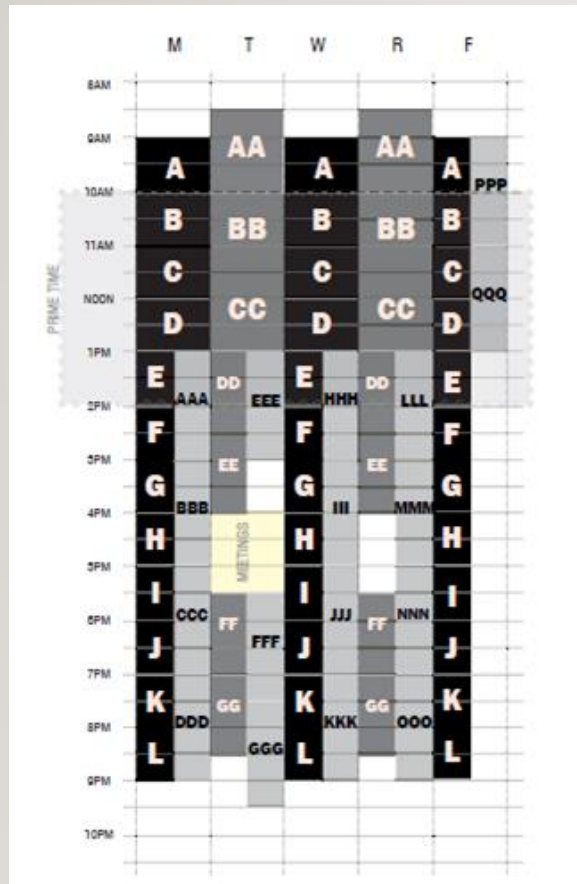 M T W R F
8AM
9AM
AA AA
A A A
PPP
10AM
B B B
BB BB
11AM
C C C
QQQ
NOON
CC CC
D D D
1PM
PRIME TIME
E DD E DD E
AAA EEE HHH LLL
2PM
F F F
3PM
EE EE
G G G
BBB III MMM
4PM
H H H
MEETINGS
5PM
I I I
CCC JJJ NNN
6PM
FF FF
FFF
J J J
7PM
K GG K GG K
DDD KKK OOO
8PM
GGG
L L L
9PM
10PM